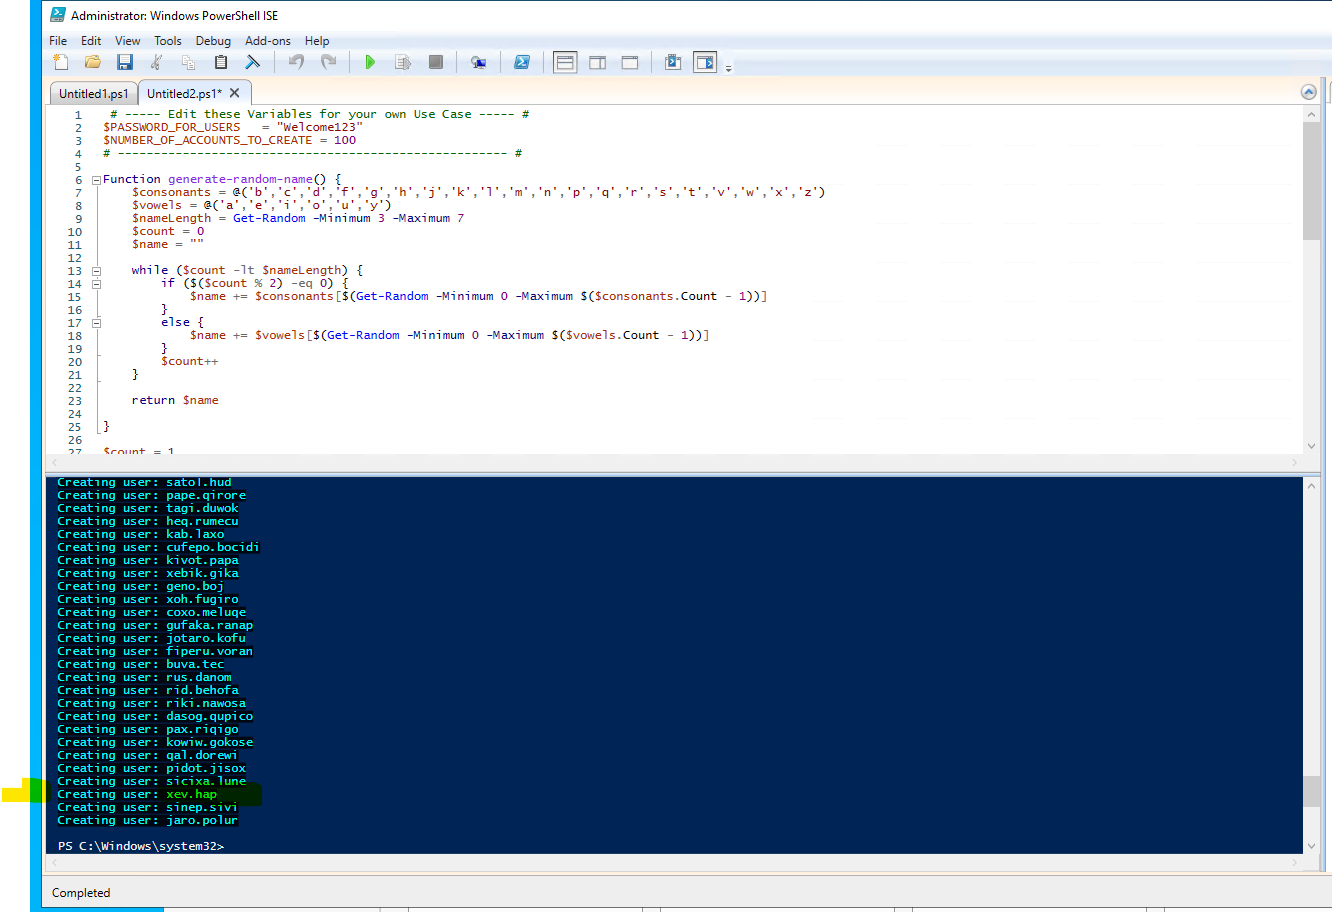 Administrator: Windows PowerShell ISE
File Edit View Tools Debug Add-ons Help
Untitled1.ps1 Untitled2.ps1* X
1 # ----- Edit these Variables for your own Use Case ----- #
2 $PASSWORD_FOR_USERS = "Welcome123"
3 $NUMBER_OF_ACCOUNTS_TO_CREATE = 100
4 # ------------------------------------------------------ #
5
6 Function generate-random-name() {
7 $consonants = @('b','c','d','f','g','h','j','k','l','m','n','p','q','r','s','t','v','w','x','z')
8 $vowels = @('a','e','i','o','u','y')
9 $nameLength = Get-Random -Minimum 3 -Maximum 7
10 $count = 0
11 $name = ""
12
13 while ($count -lt $nameLength) {
14 if ($($count % 2) -eq 0) {
15 $name += $consonants[$(Get-Random -Minimum 0 -Maximum $($consonants.Count - 1))]
16 }
17 else {
18 $name += $vowels[$(Get-Random -Minimum 0 -Maximum $($vowels.Count - 1))]
19 }
20 $count++
21 }
22
23 return $name
24
25 }
26
27 $count = 1
Creating user: satol.hud
Creating user: pape.qirore
Creating user: tagi.duwok
Creating user: heq.rumecu
Creating user: kab.laxo
Creating user: cufepo.bocidi
Creating user: kivot.papa
Creating user: xebik.gika
Creating user: geno.boj
Creating user: xoh.fugiro
Creating user: coxo.meluqe
Creating user: gufaka.ranap
Creating user: jotaro.kofu
Creating user: fiperu.voran
Creating user: buva.tec
Creating user: rus.danom
Creating user: rid.behofa
Creating user: riki.nawosa
Creating user: dasog.qupico
Creating user: pax.riqigo
Creating user: kowiw.gokose
Creating user: qal.dorewi
Creating user: pidot.jisox
Creating user: sicixa.lune
Creating user: xev.hap
Creating user: sinep.sivi
Creating user: jaro.polur
PS C:\Windows\system32>
Completed